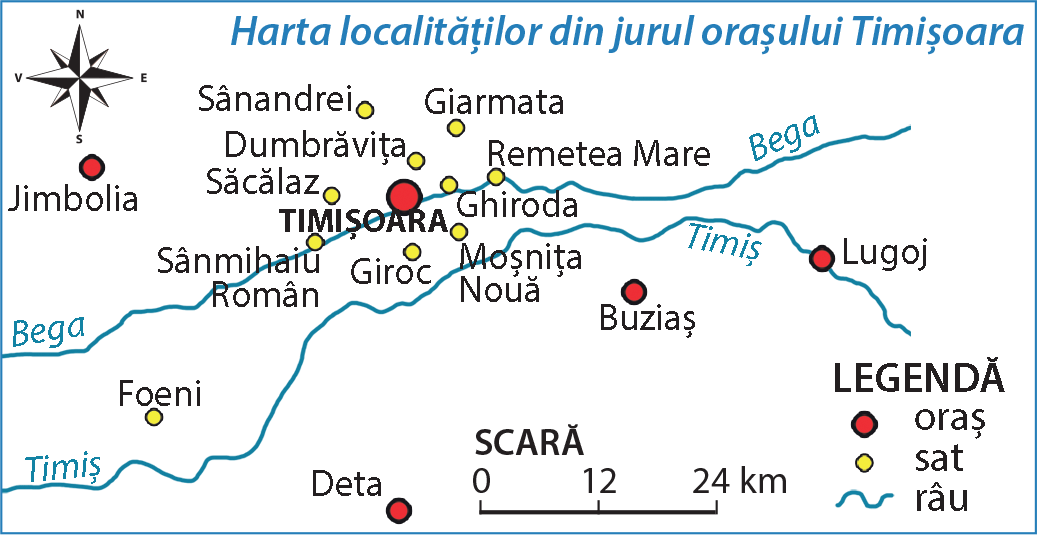 Harta localităților din jurul orașului Timișoara
N
V
E
S
Sânandrei
Giarmata
Bega
Dumbrăvița
Remetea Mare
Jimbolia
Săcălaz
Ghiroda
TIMIȘOARA
Timiș
Lugoj
Sânmihaiu
Român
Giroc
Moșnița
Nouă
Buziaș
Bega
Foeni
Timiș
Deta
SCARĂ
0 12 24 km
LEGENDĂ
oraș
sat
râu